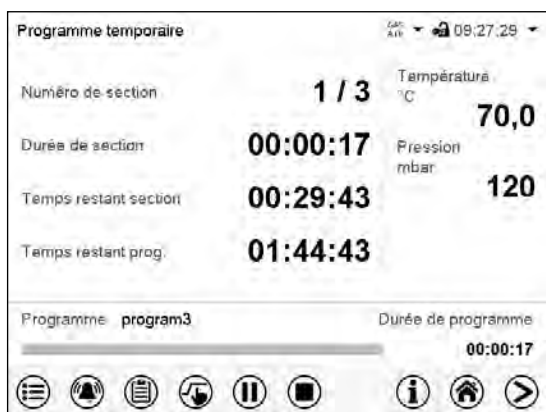 Programme temporaire
GAS
AIR
09:27:29
Numéro de section 1 / 3
Température
°C
70,0
Durée de section 00:00:17
Pression
mbar
120
Temps restant section 00:29:43
Temps restant prog. 01:44:43
Programme program3
Durée de programme
00:00:17